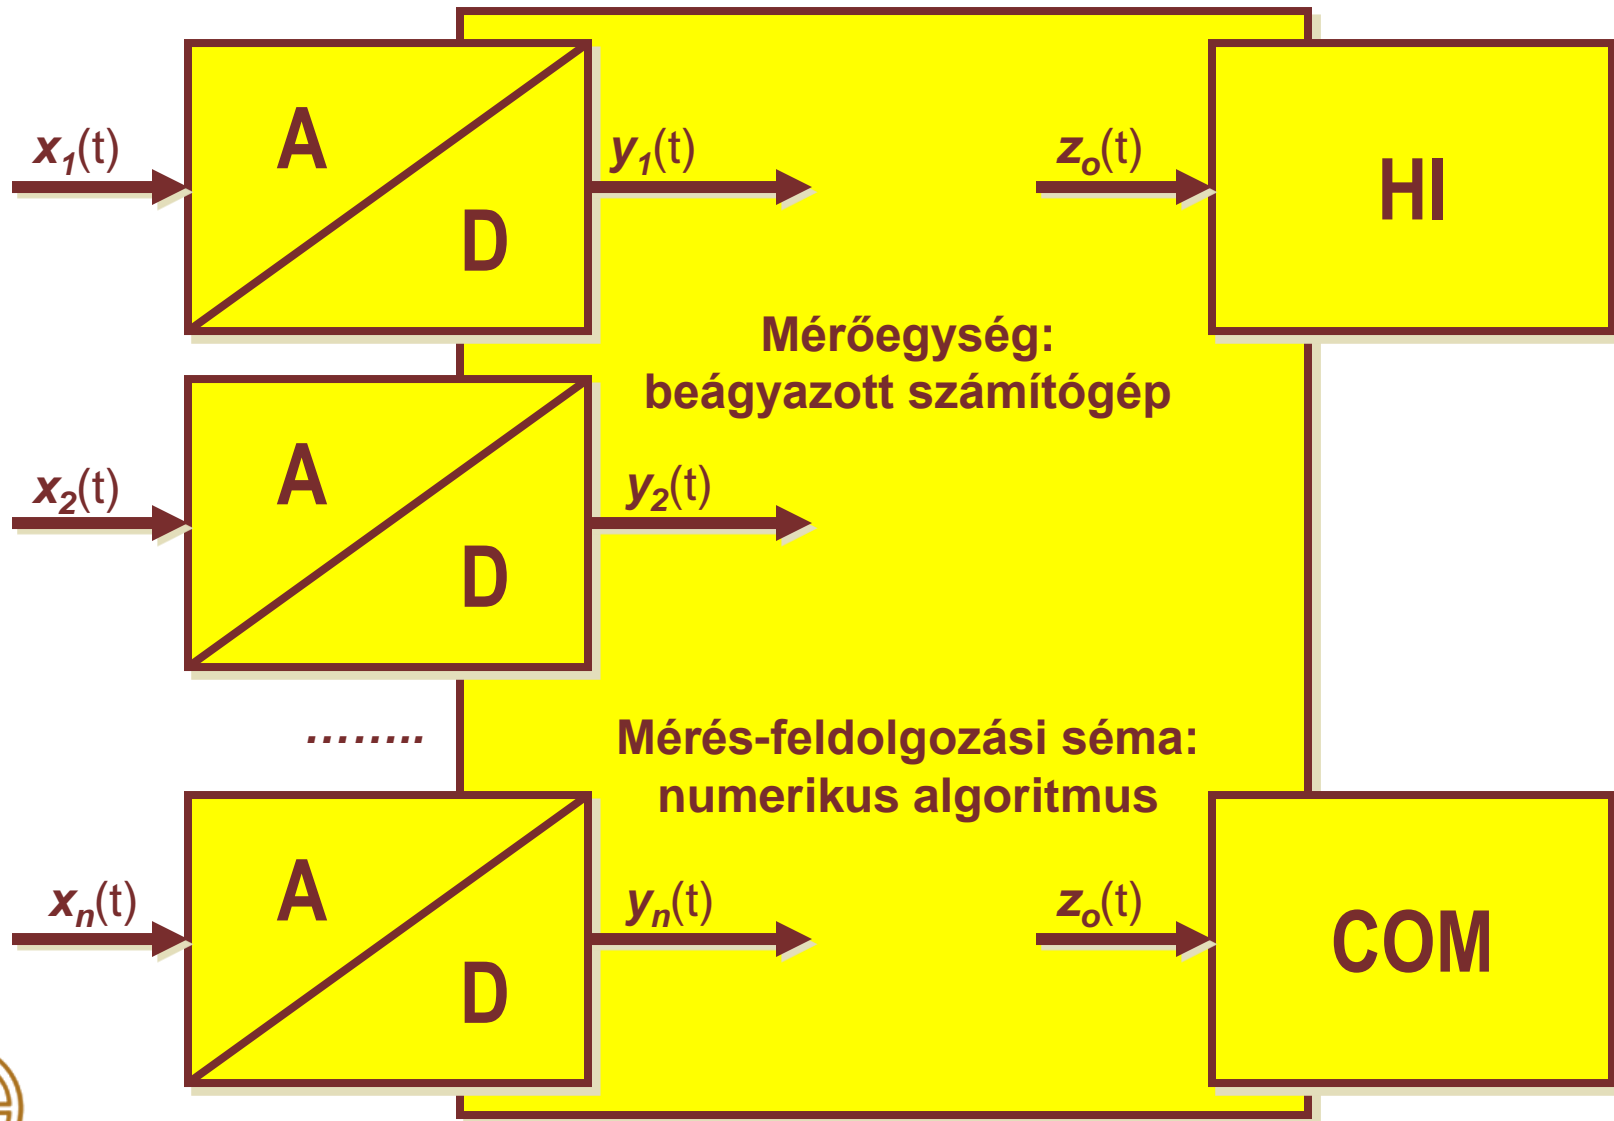 x1(t)
A
D
y1(t)
zo(t)
HI
Mérőegység:
beágyazott számítógép
x2(t)
A
D
y2(t)
........
Mérés-feldolgozási séma:
numerikus algoritmus
xn(t)
A
D
yn(t)
zo(t)
COM